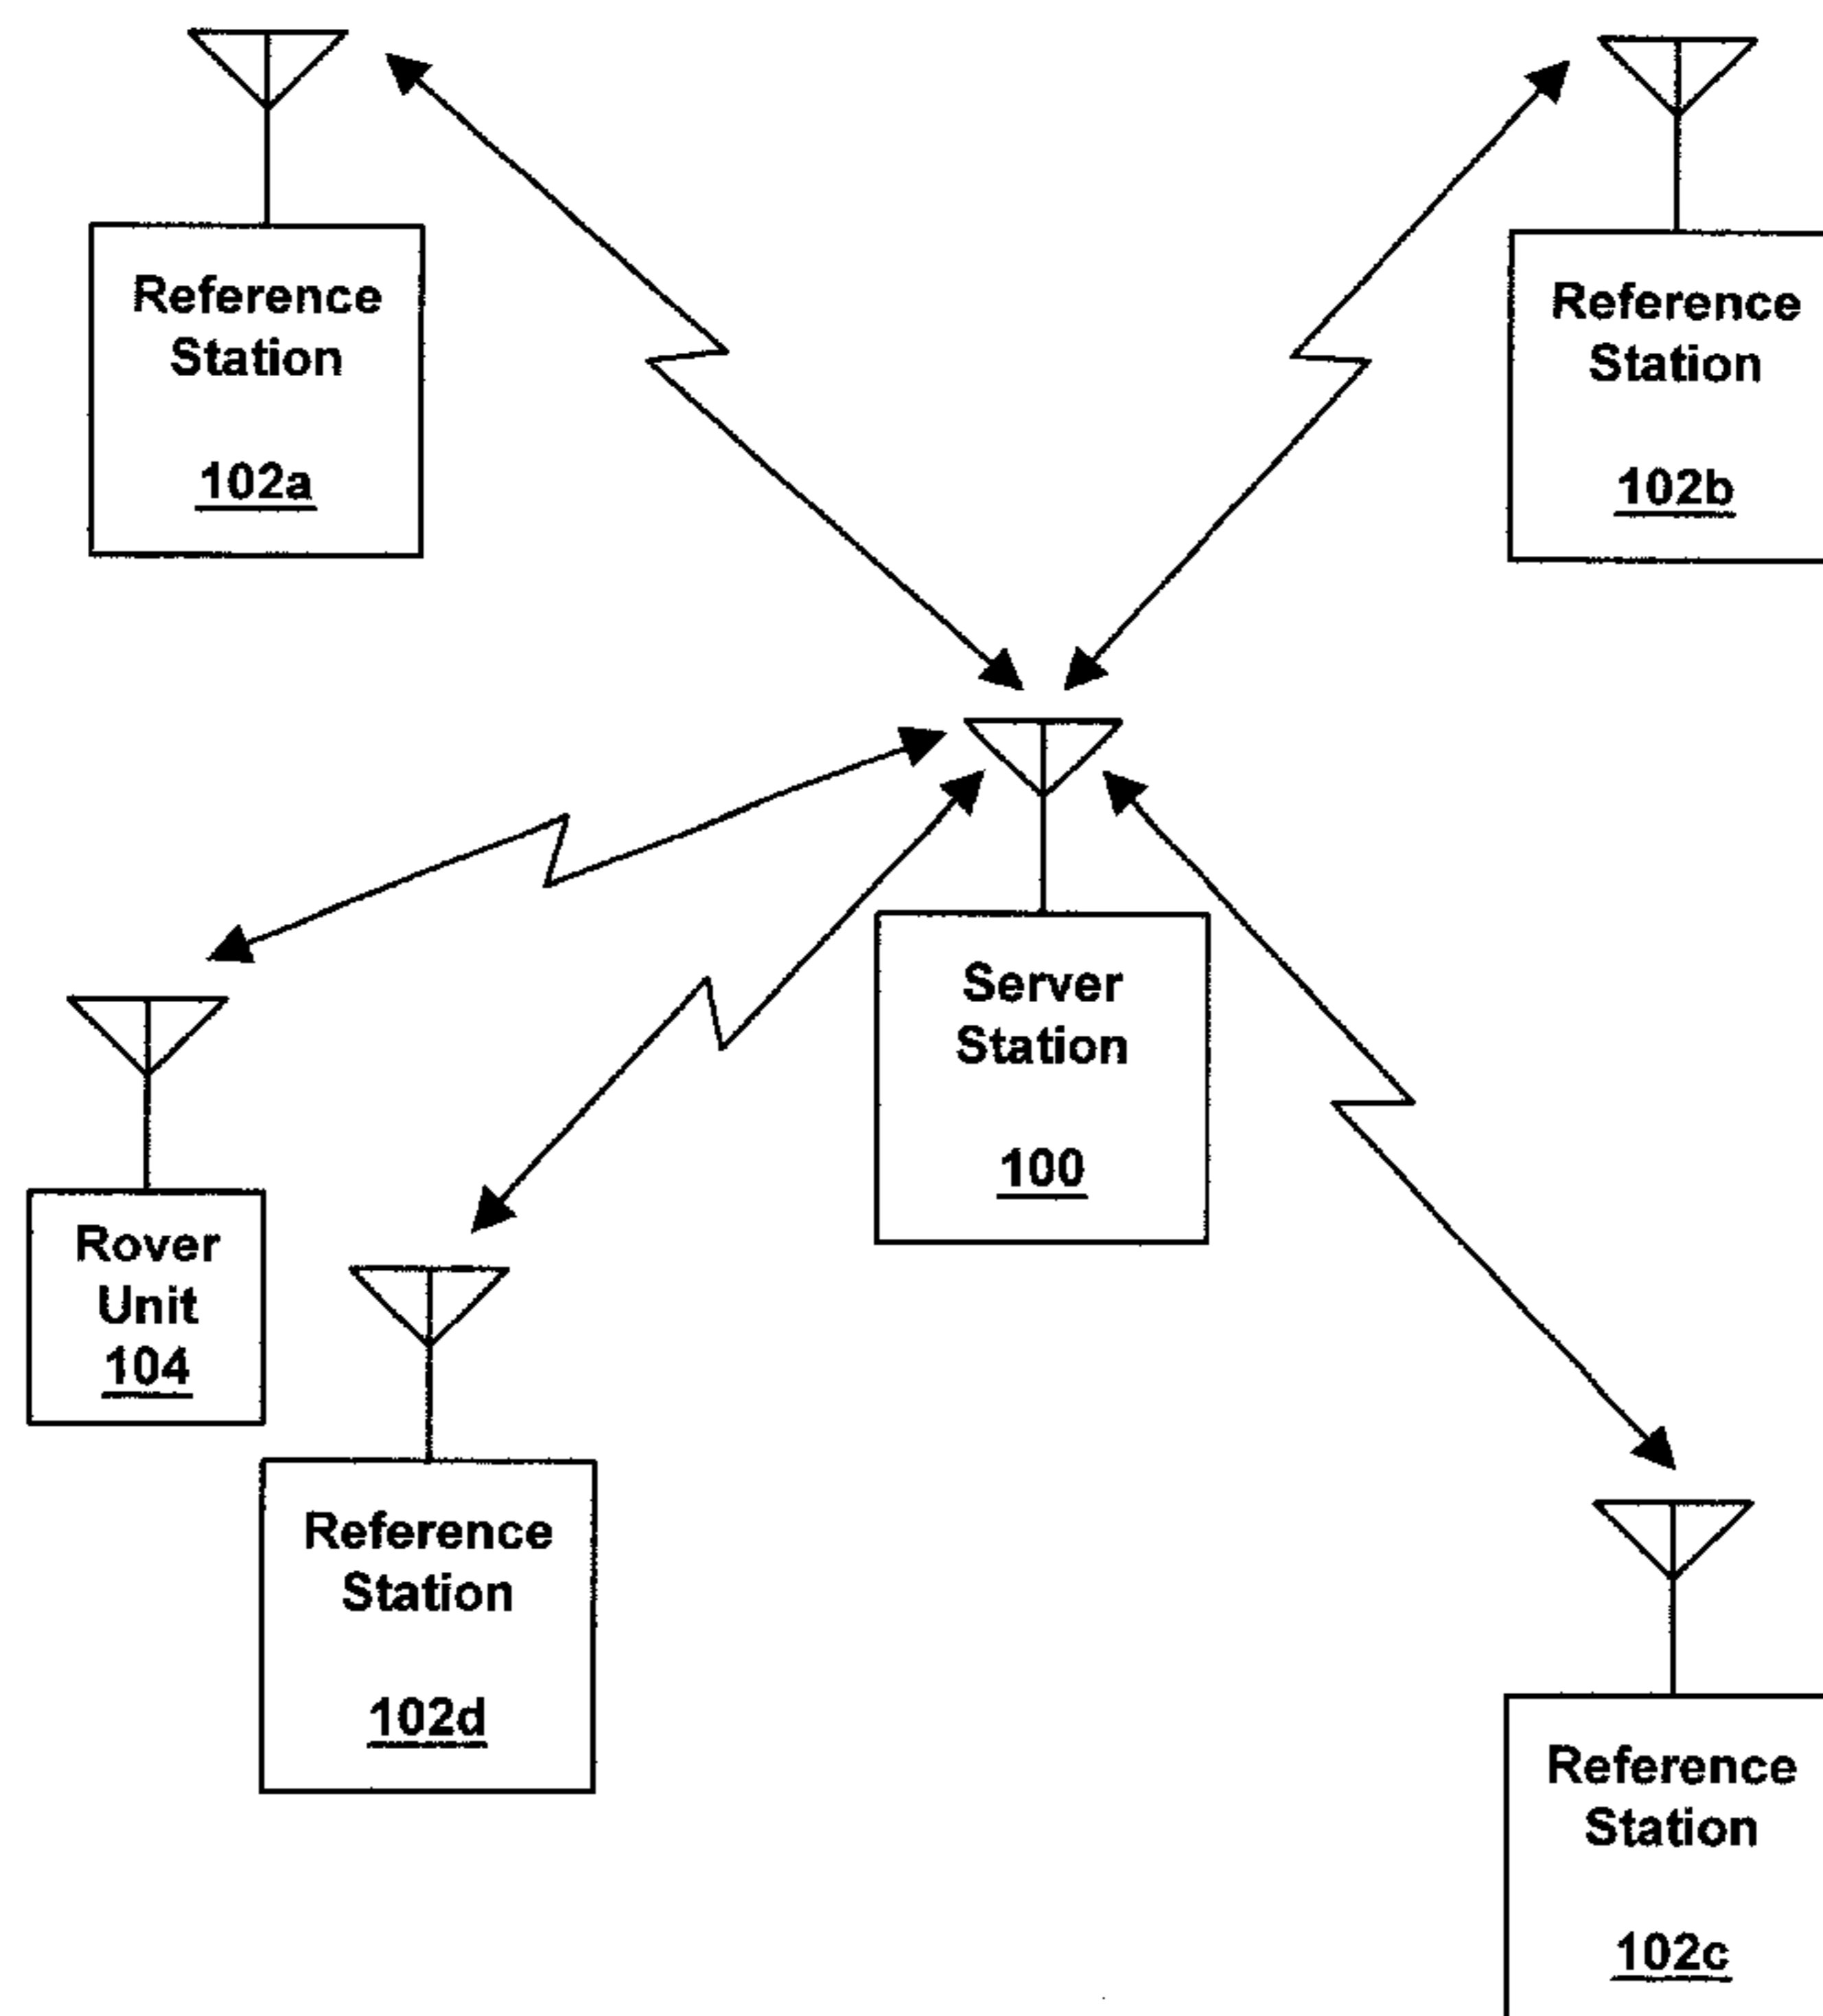 Reference
Station
102a
Reference
Station
102b
Server
Station
100
Rover
Unit
104
Reference
Station
102d
Reference
Station
102c